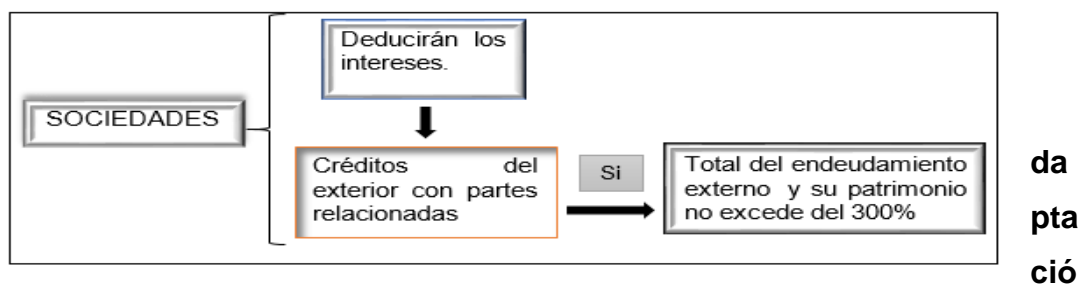 Deducirán los
intereses.
SOCIEDADES
Créditos del
exterior con partes
relacionadas
Si
Total del endeudamiento
externo y su patrimonio
no excede del 300%
da
pta
ció